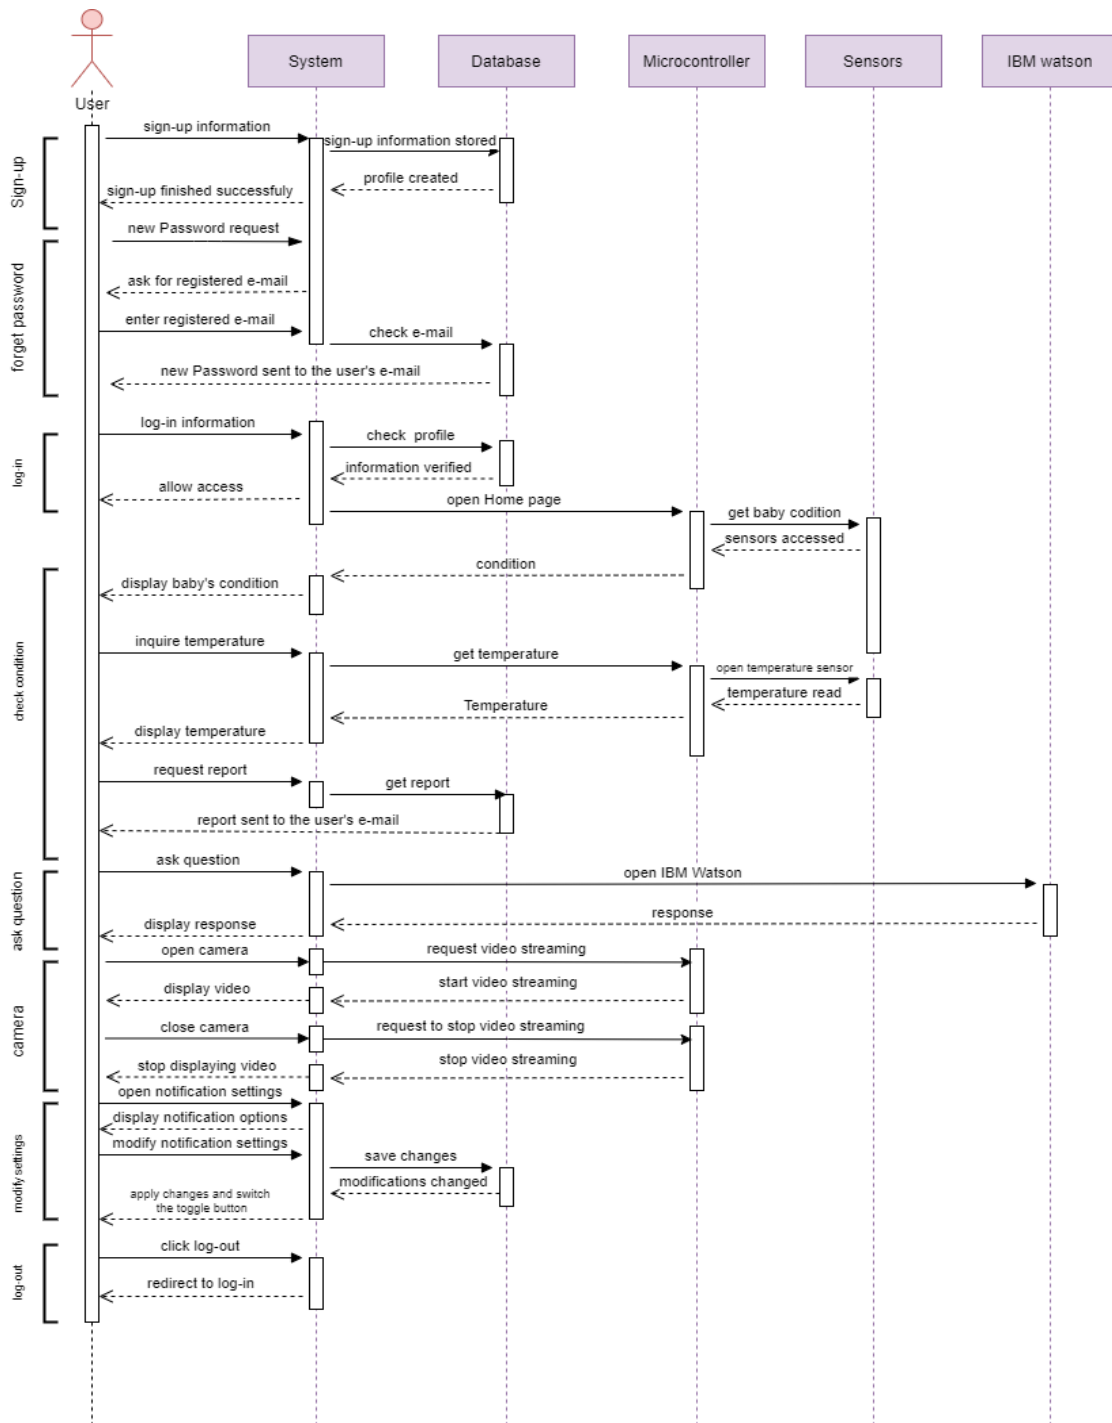 System
Database
Microcontroller
Sensors
IBM watson
User
Sign-up
sign-up information
sign-up information stored
profile created
sign-up finished successfuly
forget password
new Password request
ask for registered e-mail
enter registered e-mail
check e-mail
new Password sent to the user's e-mail
log-in
log-in information
check profile
information verified
allow access
open Home page
get baby codition
sensors accessed
check condition
condition
display baby's condition
inquire temperature
get temperature
open temperature sensor
temperature read
Temperature
display temperature
request report
get report
report sent to the user's e-mail
ask question
ask question
open IBM Watson
response
display response
camera
open camera
request video streaming
start video streaming
display video
close camera
request to stop video streaming
stop video streaming
stop displaying video
modify settings
open notification settings
display notification options
modify notification settings
save changes
modifications changed
apply changes and switch
the toggle button
log-out
click log-out
redirect to log-in